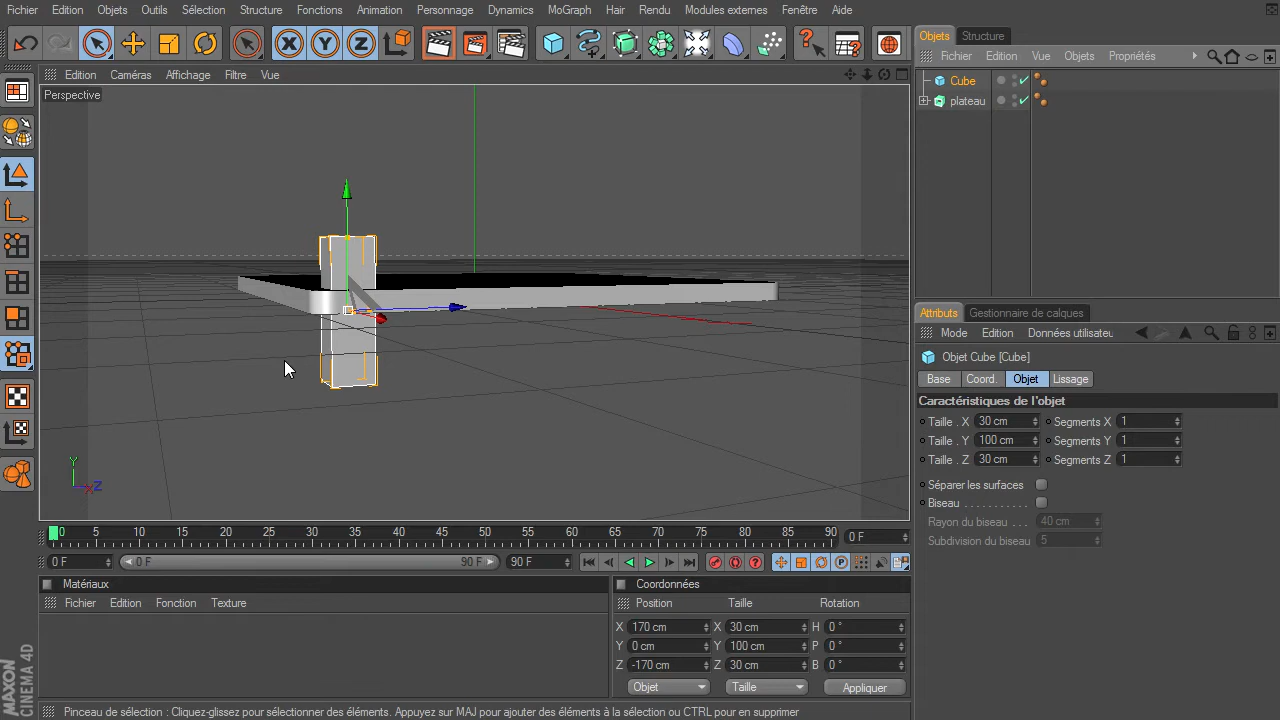 Fichier Edition Objets Outils Sélection Structure Fonctions Animation Personnage Dynamics MoGraph Hair Rendu Modules externes Fenêtre Aide
X Y Z
Objets Structure
Fichier Edition Vue Objets Propriétés
Edition Caméras Affichage Filtre Vue
Cube
plateau
Perspective
Attributs Gestionnaire de calques
Mode Edition Données utilisateu
Objet Cube [Cube]
Base Coord. Objet Lissage
Caractéristiques de l'objet
Taille . X 30 cm Segments X 1
Taille . Y 100 cm Segments Y 1
Taille . Z 30 cm Segments Z 1
Séparer les surfaces
Biseau
Rayon du biseau . . . 40 cm
Subdivision du biseau 5
Y
X Z
0 5 10 15 20 25 30 35 40 45 50 55 60 65 70 75 80 85 90 0 F
0 F 0 F 90 F 90 F
Matériaux
Fichier Edition Fonction Texture
Coordonnées
Position Taille Rotation
X 170 cm X 30 cm H 0 °
Y 0 cm Y 100 cm P 0 °
Z -170 cm Z 30 cm B 0 °
Objet Taille Appliquer
MAXON
CINEMA 4D
Pinceau de sélection : Cliquez-glissez pour sélectionner des éléments. Appuyez sur MAJ pour ajouter des éléments à la sélection ou CTRL pour en supprimer